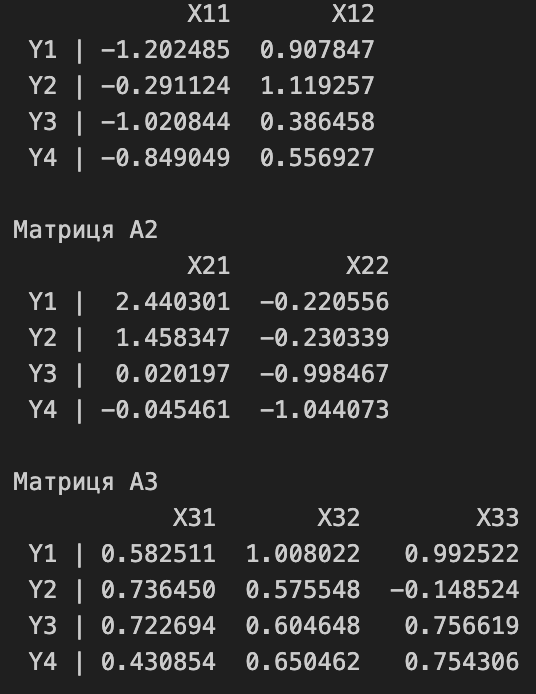 X11 X12
Y1 | -1.202485 0.907847
Y2 | -0.291124 1.119257
Y3 | -1.020844 0.386458
Y4 | -0.849049 0.556927
Матриця A2
X21 X22
Y1 | 2.440301 -0.220556
Y2 | 1.458347 -0.230339
Y3 | 0.020197 -0.998467
Y4 | -0.045461 -1.044073
Матриця A3
X31 X32 X33
Y1 | 0.582511 1.008022 0.992522
Y2 | 0.736450 0.575548 -0.148524
Y3 | 0.722694 0.604648 0.756619
Y4 | 0.430854 0.650462 0.754306